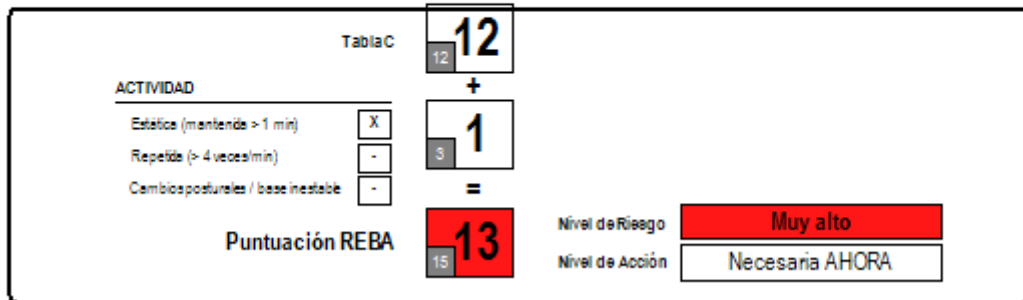 Tabla C 12 12
+
ACTIVIDAD
Estática (mantenida > 1 min) X
Repetida (> 4 veces/min) - 3 1
Cambios posturales / base inestable -
=
Puntuación REBA 15 13
Nivel de Riesgo Muy alto
Nivel de Acción Necesaria AHORA